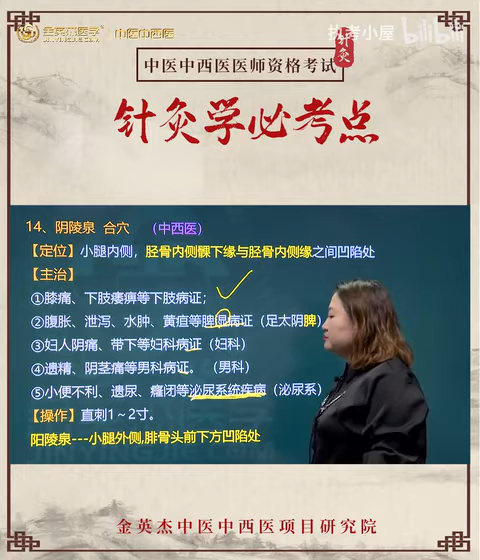 金英杰医学
中医中西医
执考小屋
bilibili
中医中西医医师资格考试
针灸
针灸学必考点
14、阴陵泉 合穴 （中西医）
【定位】小腿内侧，胫骨内侧髁下缘与胫骨内侧缘之间凹陷处
【主治】
①膝痛、下肢痿痹等下肢病证；
②腹胀、泄泻、水肿、黄疸等脾湿病证（足太阴脾）
③妇人阴痛、带下等妇科病证（妇科）
④遗精、阴茎痛等男科病证。（男科）
⑤小便不利、遗尿、癃闭等泌尿系统疾病（泌尿系）
【操作】直刺1～2寸。
阳陵泉---小腿外侧,腓骨头前下方凹陷处
金英杰中医中西医项目研究院